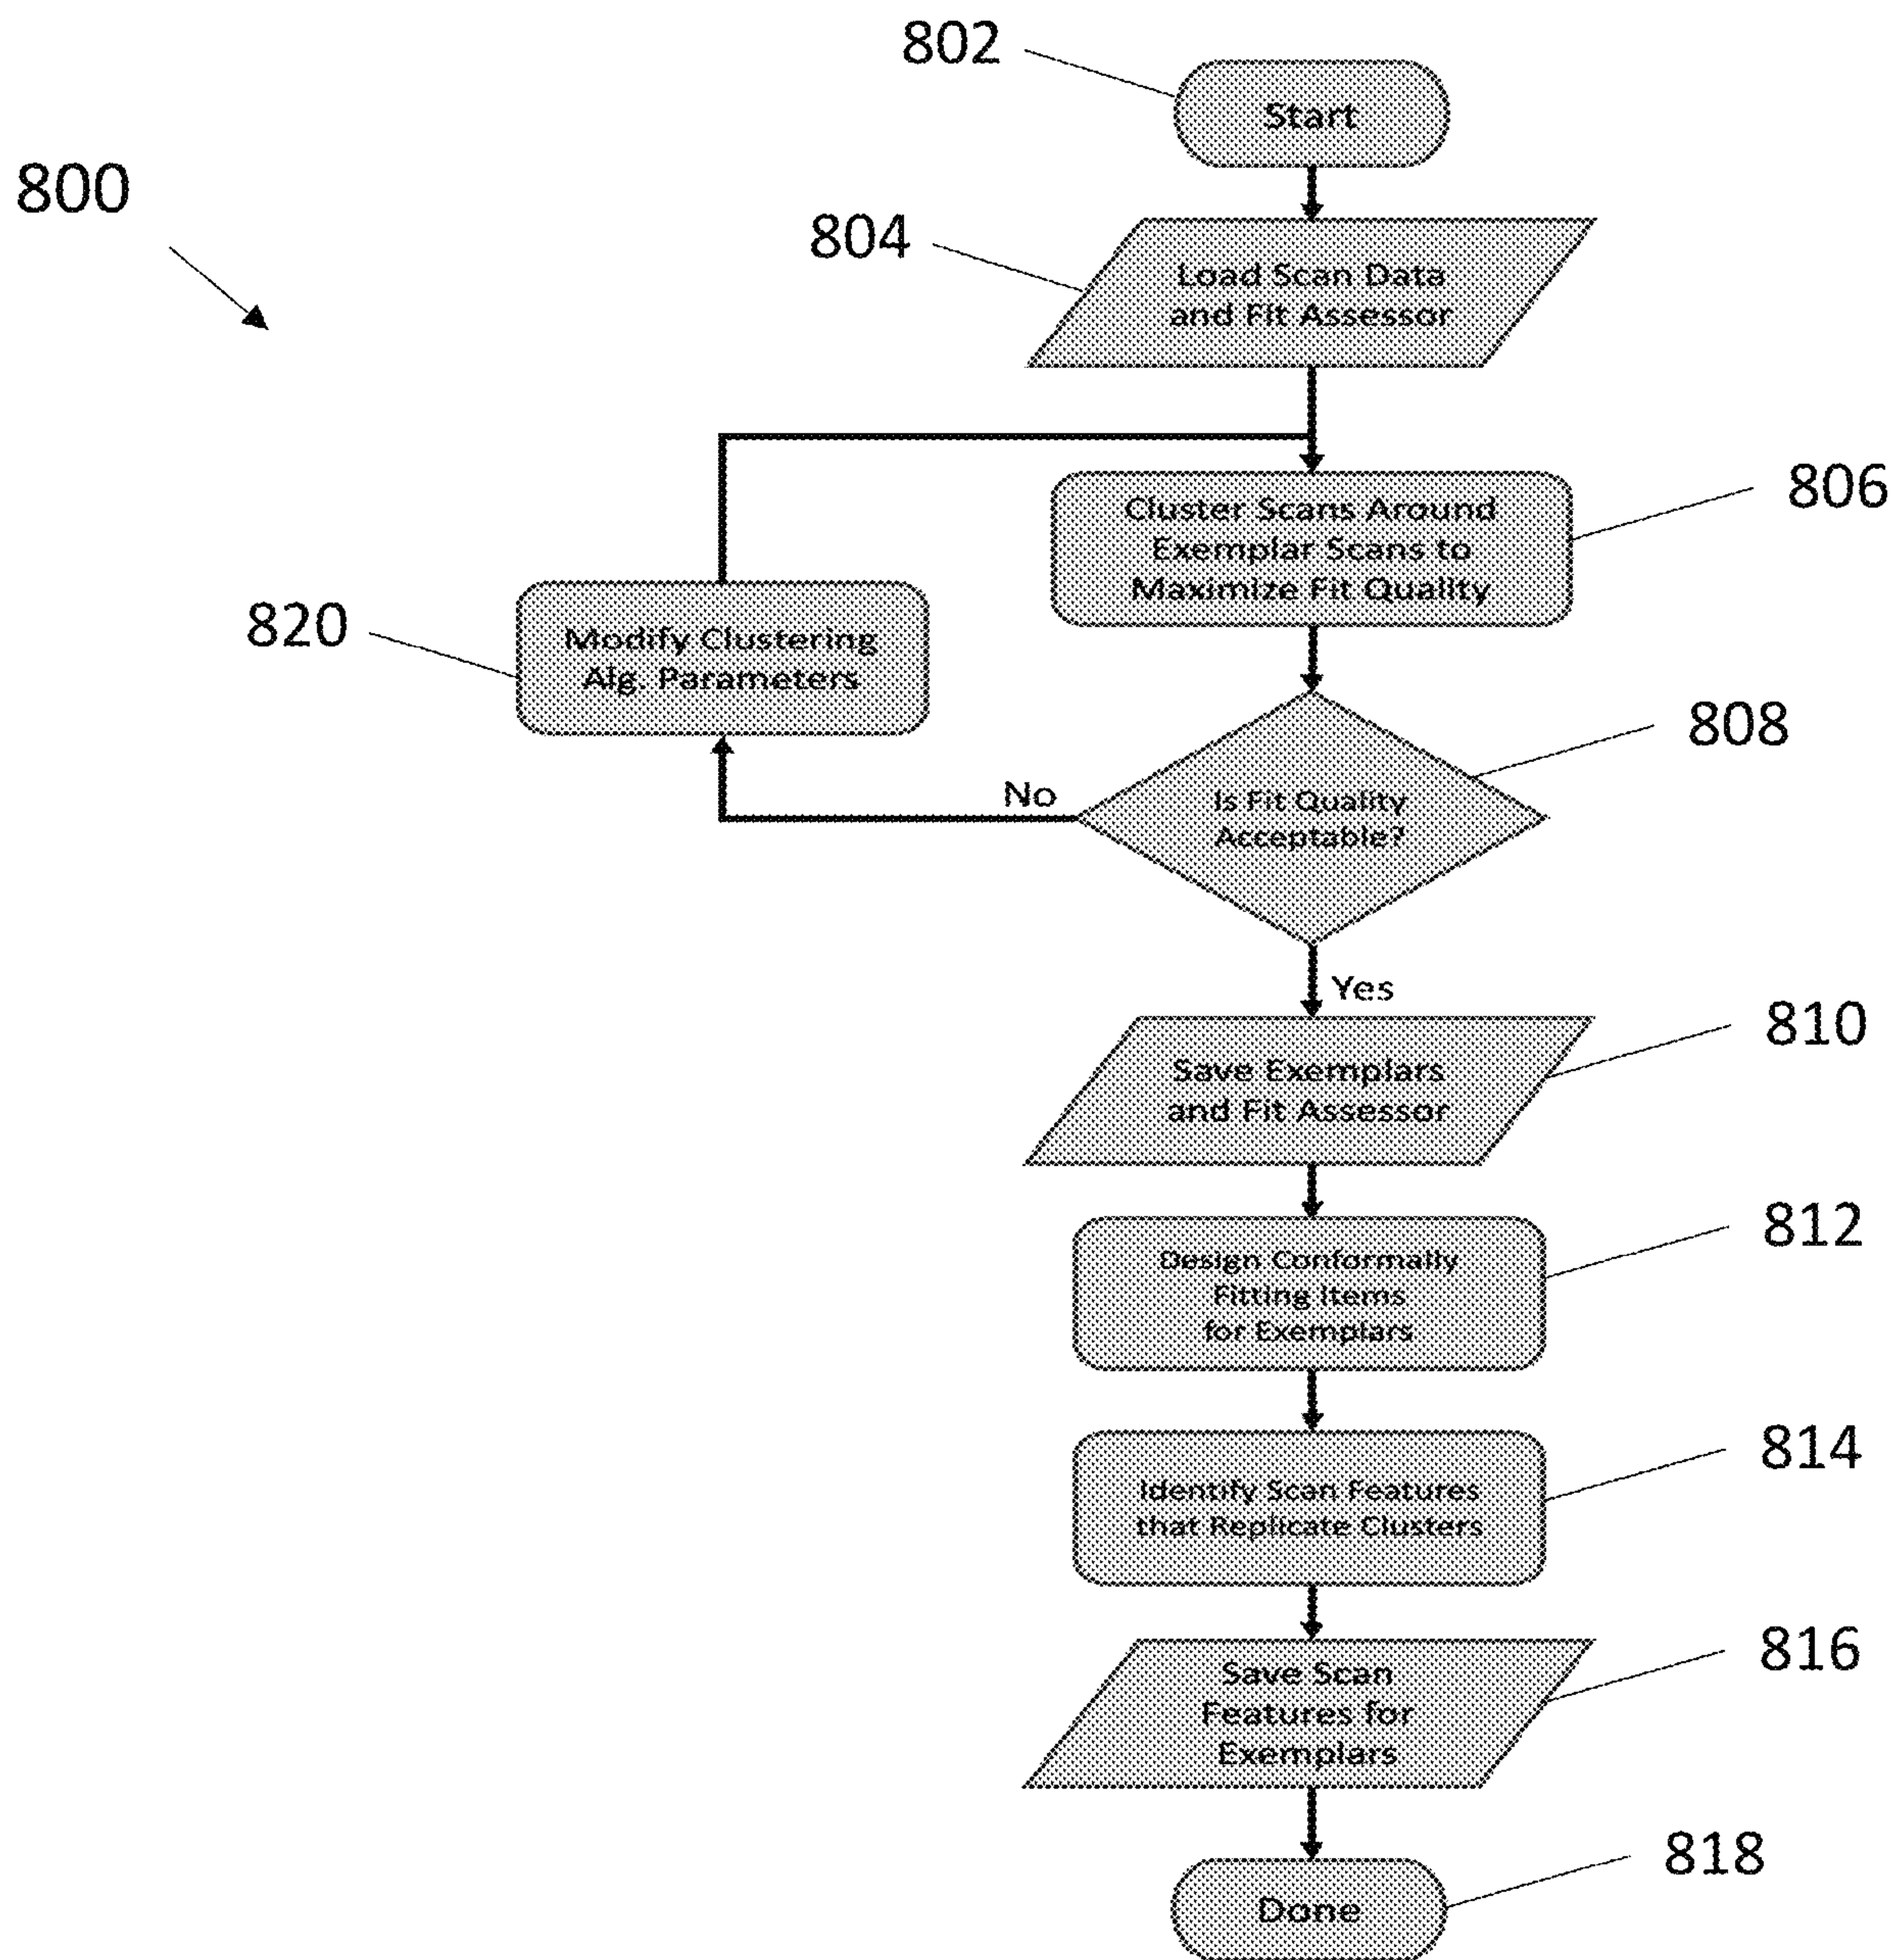 802
Start
800
804
Load Scan Data
and Fit Assessor
806
Cluster Scans Around
Exemplar Scans to
Maximize Fit Quality
820
Modify Clustering
Alg. Parameters
808
Is Fit Quality
Acceptable?
No
Yes
810
Save Exemplars
and Fit Assessor
812
Design Conformally
Fitting Items
for Exemplars
814
Identify Scan Features
that Replicate Clusters
816
Save Scan
Features for
Exemplars
818
Done